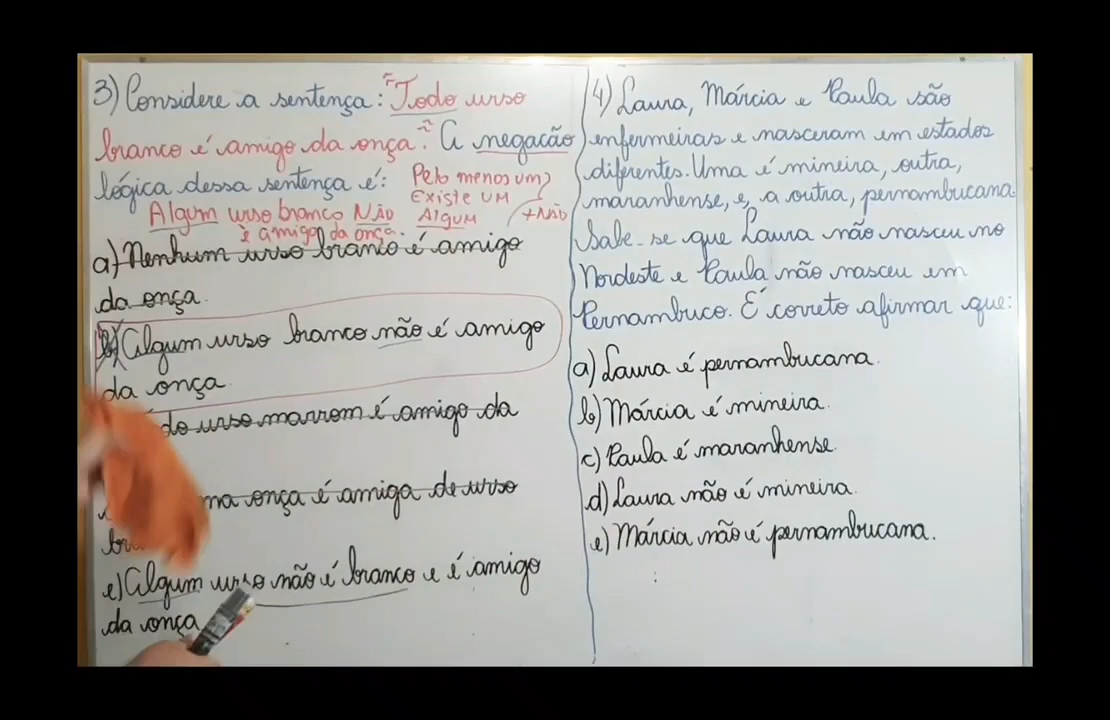 3) Considere a sentença: "Todo urso
branco é amigo da onça". A negação
lógica dessa sentença é:
Pelo menos um
Existe UM
Algum
+NÃO
Algum urso branco Não
é amigo da onça.
a) Nenhum urso branco é amigo
da onça.
b) Algum urso branco não é amigo
da onça.
do urso marrom é amigo da
ma onça é amiga de urso
e) Algum urso não é branco e é amigo
da onça
4) Laura, Márcia e Paula são
enfermeiras e nasceram em estados
diferentes. Uma é mineira, outra,
maranhense, e, a outra, pernambucana.
Sabe-se que Laura não nasceu no
Nordeste e Paula não nasceu em
Pernambuco. É correto afirmar que:
a) Laura é pernambucana.
b) Márcia é mineira.
c) Paula é maranhense.
d) Laura não é mineira.
e) Márcia não é pernambucana.